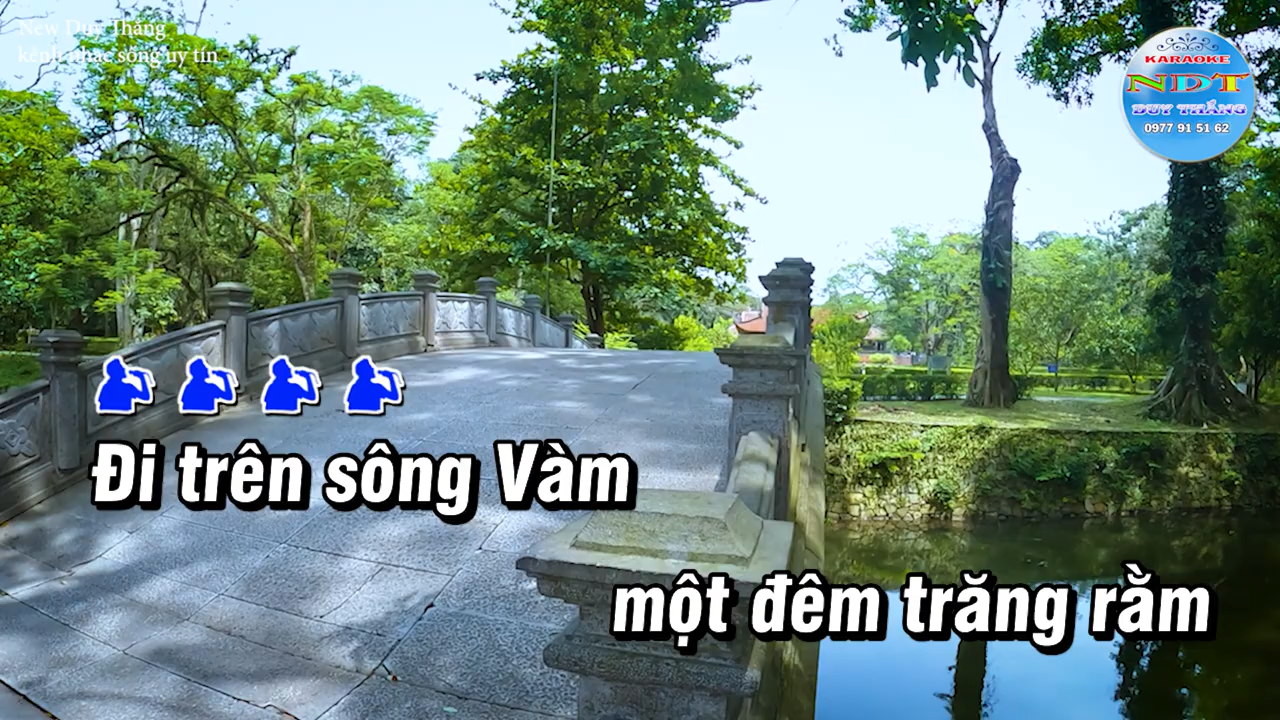 New Duy Thắng
kênh nhạc sống uy tín
KARAOKE
NDT
DUY THẮNG
0977 91 51 62
Đi trên sông Vàm
một đêm trăng rằm